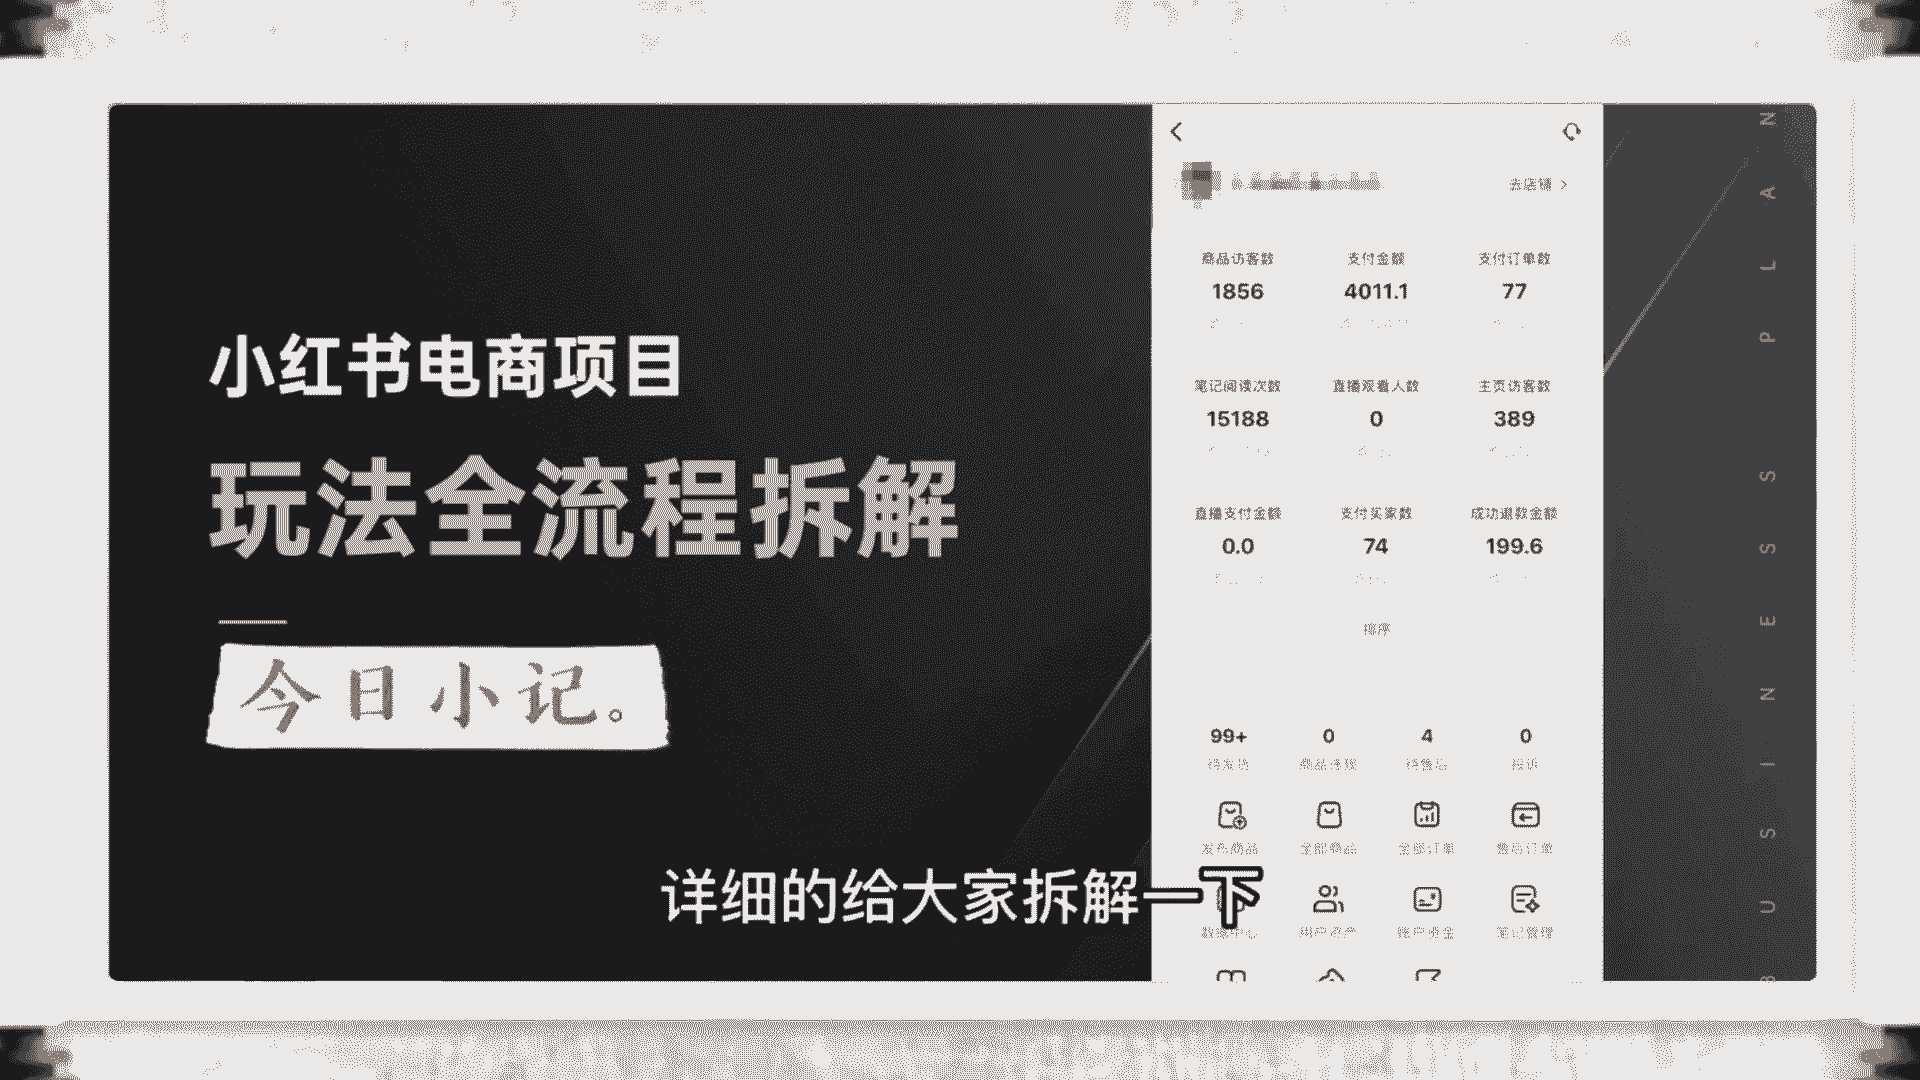 小红书电商项目
玩法全流程拆解
今日小记。
详细的给大家拆解一下
去店铺
商品访客数 支付金额 支付订单数
1856 4011.1 77
笔记阅读次数 直播观看人数 主页访客数
15188 0 389
直播支付金额 支付买家数 成功退款金额
0.0 74 199.6
排序
99+ 0 4 0
待发货 商品违规 待售后 投诉
发布商品 全部商品 全部订单 售后订单
数据中心 用户资产 账户资金 笔记管理
BUSINESS PLAN